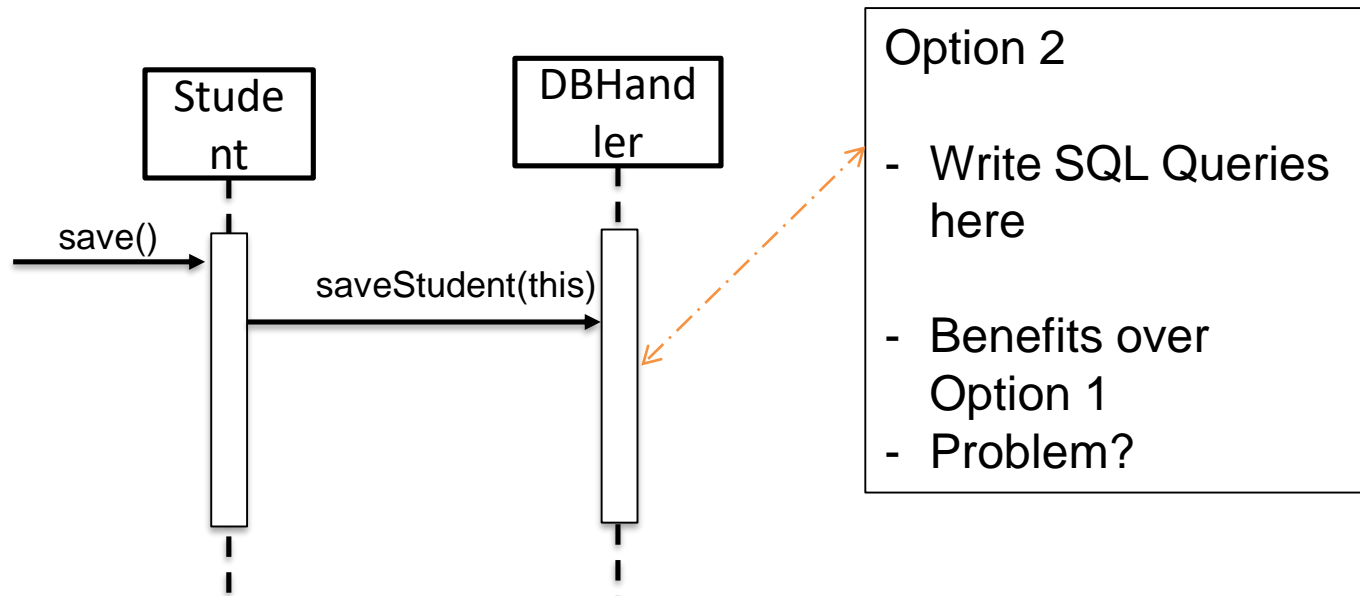 Stude
nt
DBHand
ler
save()
saveStudent(this)
Option 2
- Write SQL Queries
here
- Benefits over
Option 1
- Problem?